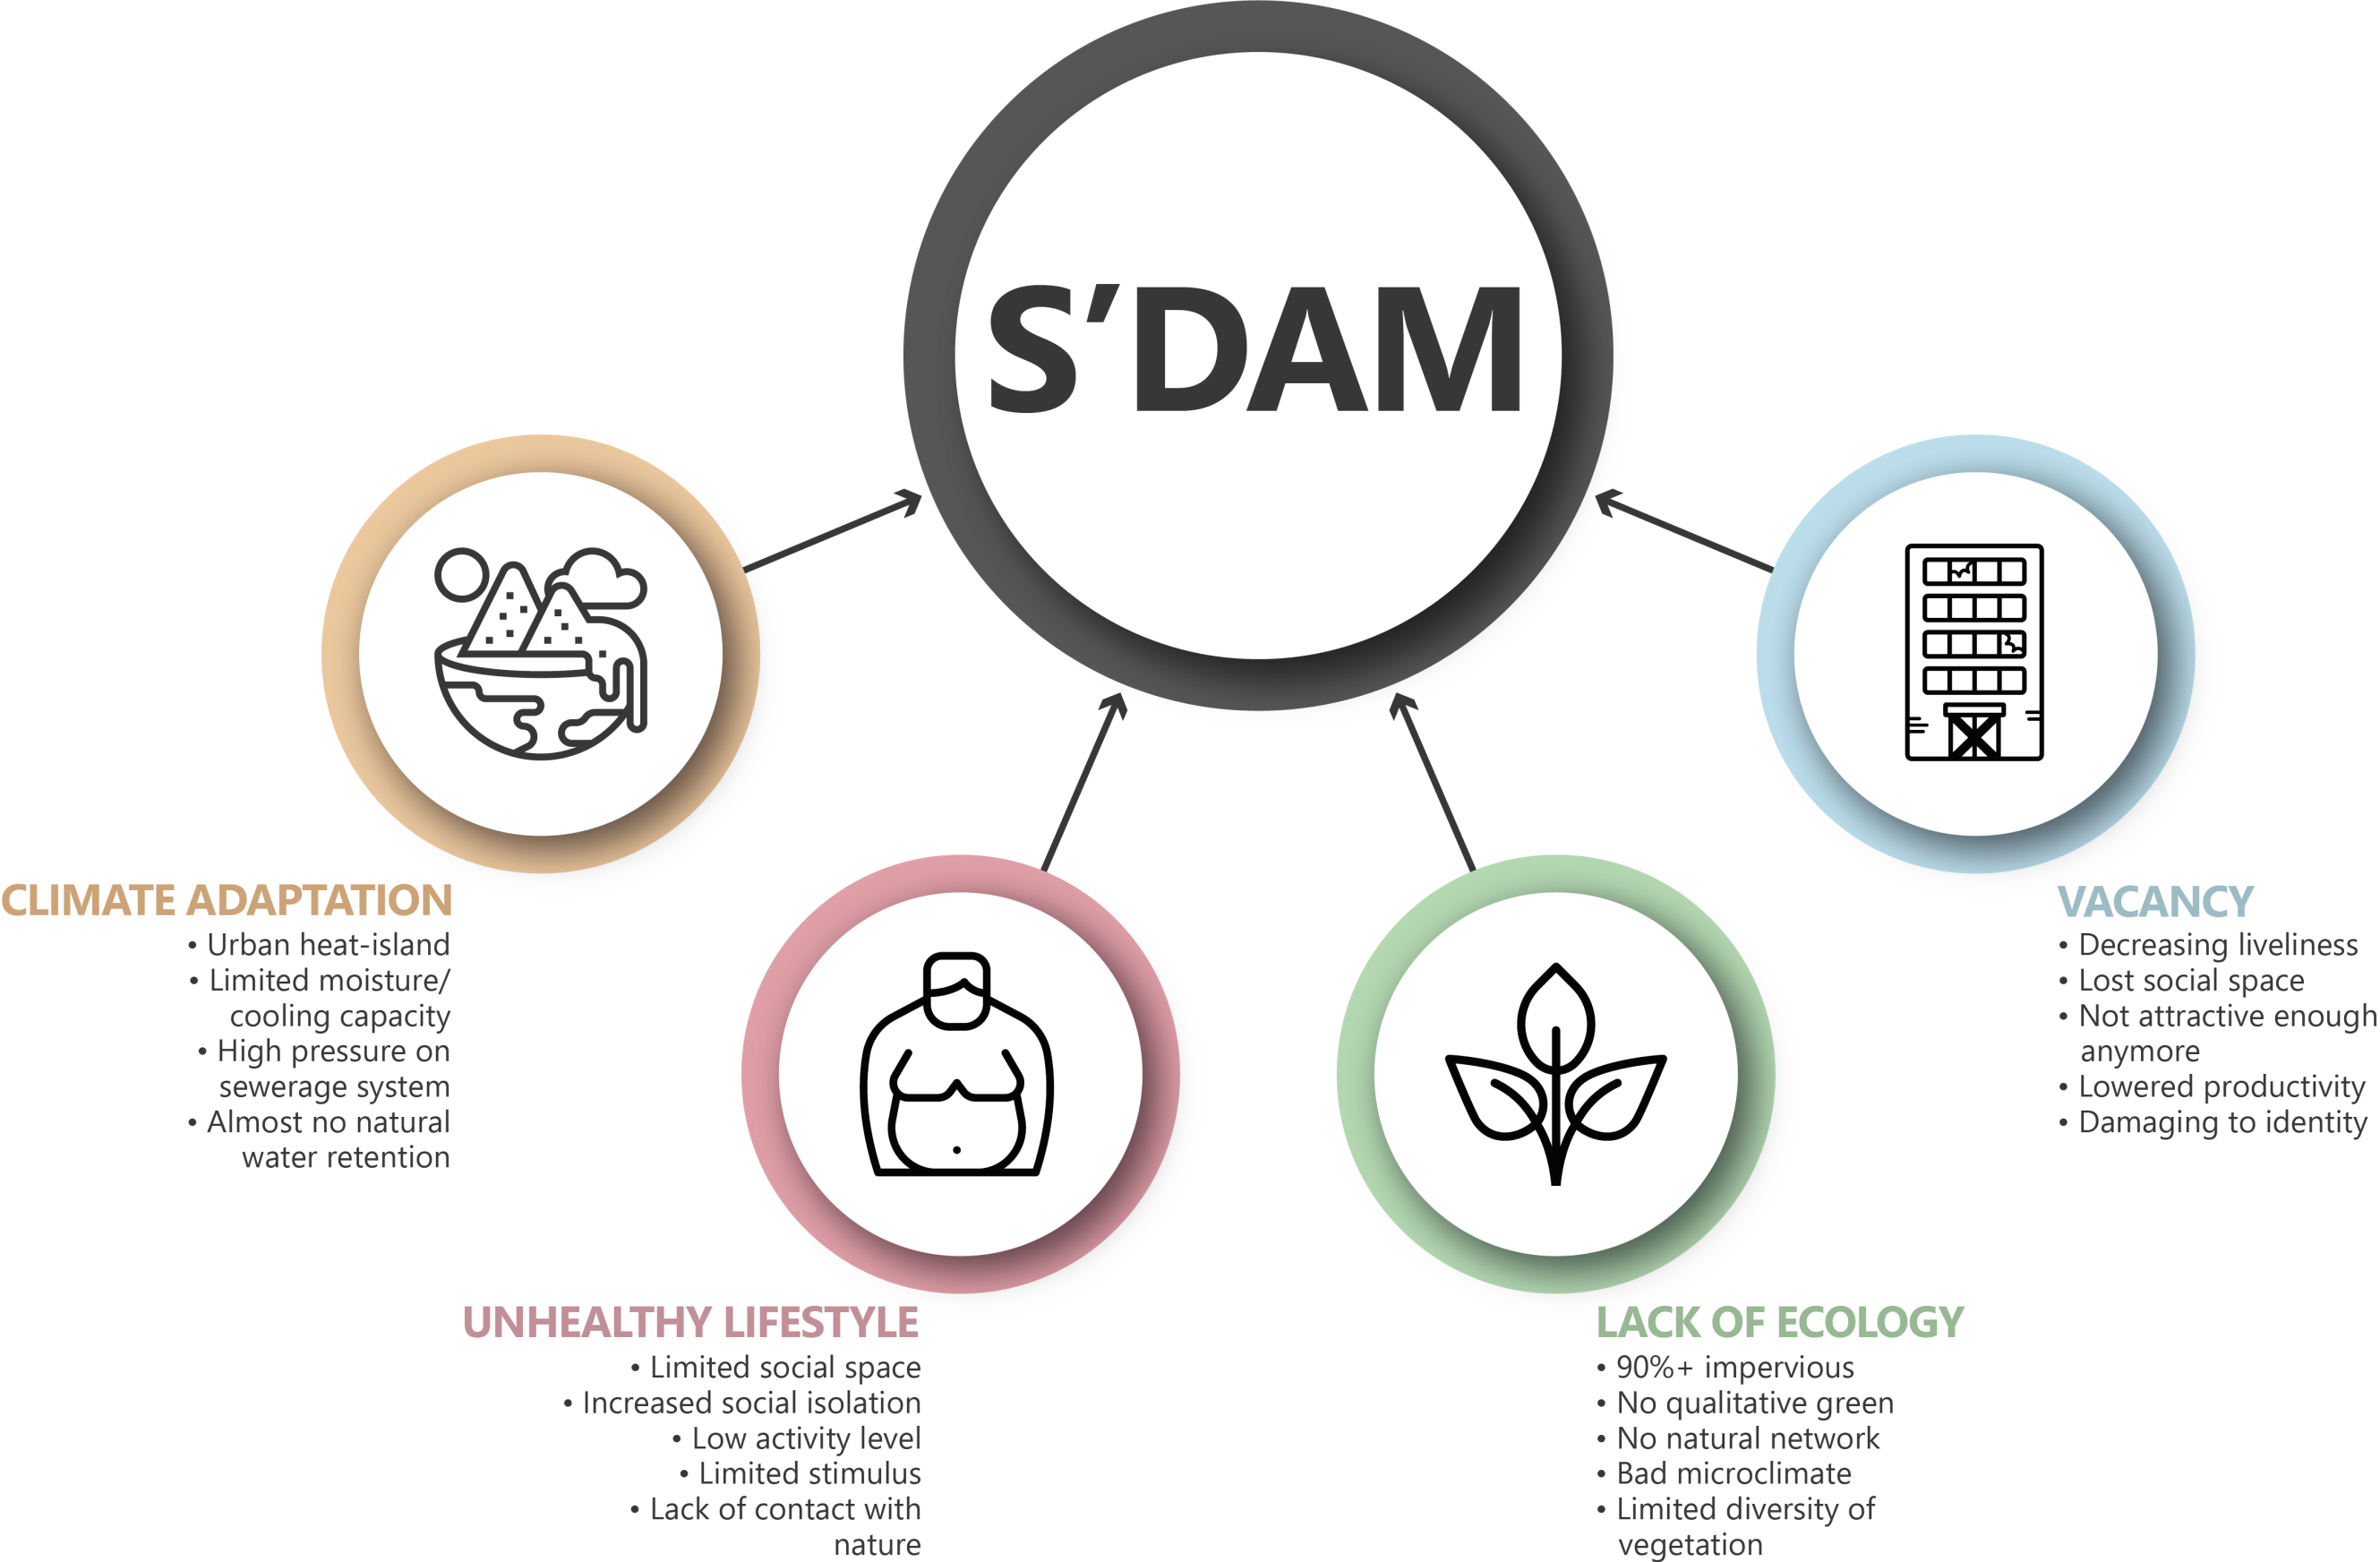 S’DAM
CLIMATE ADAPTATION
• Urban heat-island
• Limited moisture/
cooling capacity
• High pressure on
sewerage system
• Almost no natural
water retention
UNHEALTHY LIFESTYLE
• Limited social space
• Increased social isolation
• Low activity level
• Limited stimulus
• Lack of contact with
nature
LACK OF ECOLOGY
• 90%+ impervious
• No qualitative green
• No natural network
• Bad microclimate
• Limited diversity of
vegetation
VACANCY
• Decreasing liveliness
• Lost social space
• Not attractive enough
anymore
• Lowered productivity
• Damaging to identity